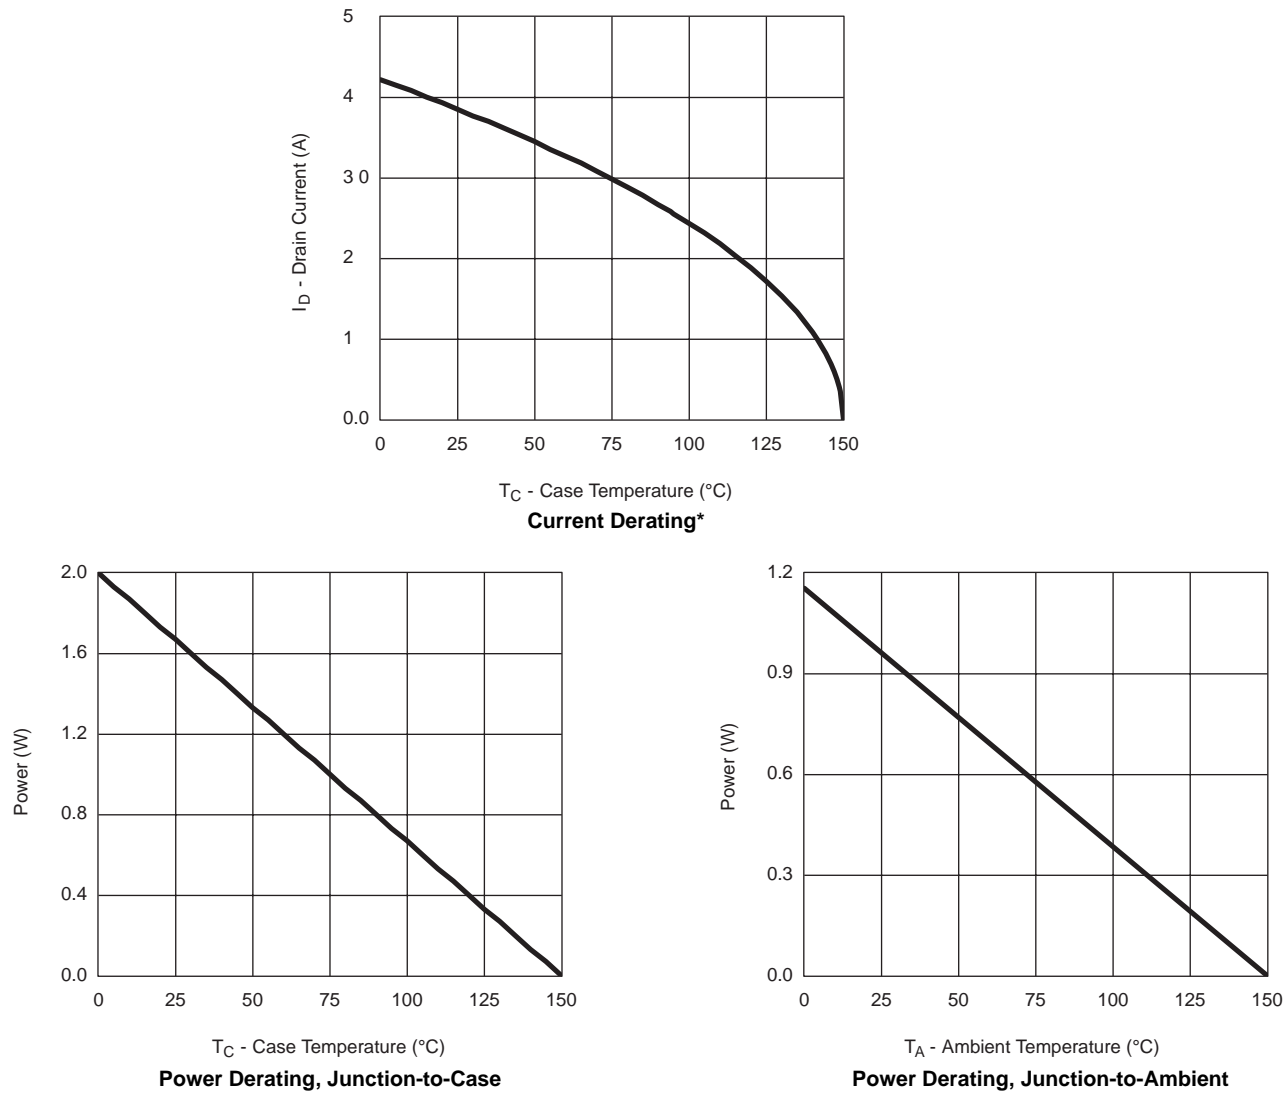 5
4
3 0
2
1
0.0
I_D - Drain Current (A)
0 25 50 75 100 125 150
T_C - Case Temperature (°C)
Current Derating*
2.0
1.6
1.2
0.8
0.4
0.0
Power (W)
0 25 50 75 100 125 150
T_C - Case Temperature (°C)
Power Derating, Junction-to-Case
1.2
0.9
0.6
0.3
0.0
Power (W)
0 25 50 75 100 125 150
T_A - Ambient Temperature (°C)
Power Derating, Junction-to-Ambient